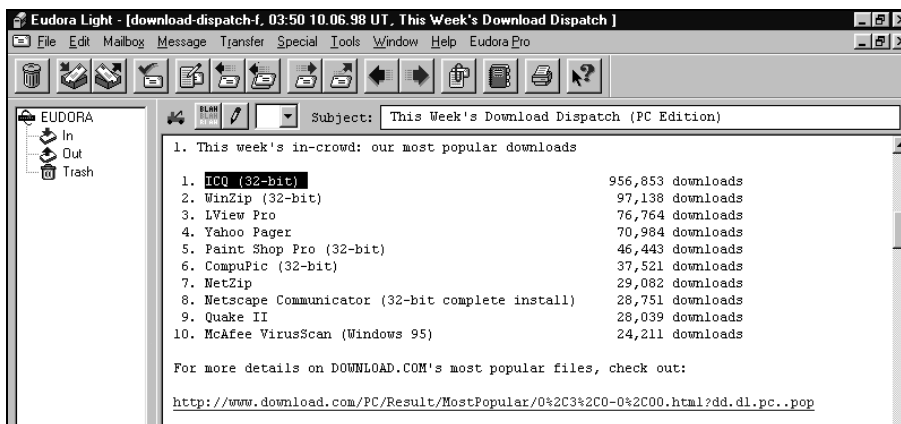 Eudora Light - [download-dispatch-f, 03:50 10.06.98 UT, This Week's Download Dispatch ]
File Edit Mailbox Message Transfer Special Tools Window Help Eudora Pro
EUDORA
In
Out
Trash
BLAH
BLAH
BLAH
Subject: This Week's Download Dispatch (PC Edition)
1. This week's in-crowd: our most popular downloads
1. ICQ (32-bit) 956,853 downloads
2. WinZip (32-bit) 97,138 downloads
3. LView Pro 76,764 downloads
4. Yahoo Pager 70,984 downloads
5. Paint Shop Pro (32-bit) 46,443 downloads
6. CompuPic (32-bit) 37,521 downloads
7. NetZip 29,082 downloads
8. Netscape Communicator (32-bit complete install) 28,751 downloads
9. Quake II 28,039 downloads
10. McAfee VirusScan (Windows 95) 24,211 downloads
For more details on DOWNLOAD.COM's most popular files, check out:
http://www.download.com/PC/Result/MostPopular/0%2C3%2C0-0%2C00.html?dd.dl.pc..pop